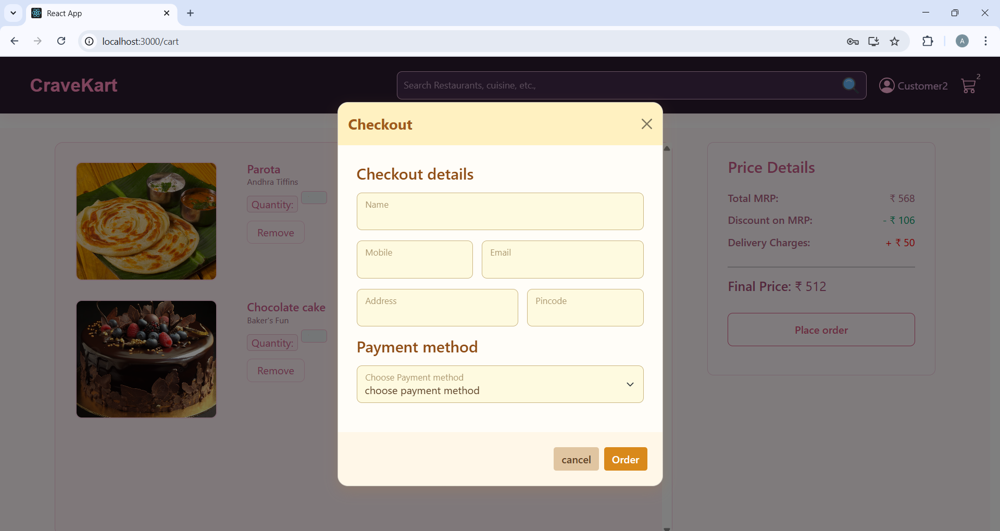 React App
localhost:3000/cart
A
CraveKart
Search Restaurants, cuisine, etc.,
Customer2
2
Checkout
Checkout details
Name
Mobile
Email
Address
Pincode
Payment method
Choose Payment method
choose payment method
cancel
Order
Parota
Andhra Tiffins
Quantity:
Remove
Chocolate cake
Baker's Fun
Quantity:
Remove
Price Details
Total MRP: ₹ 568
Discount on MRP: - ₹ 106
Delivery Charges: + ₹ 50
Final Price: ₹ 512
Place order